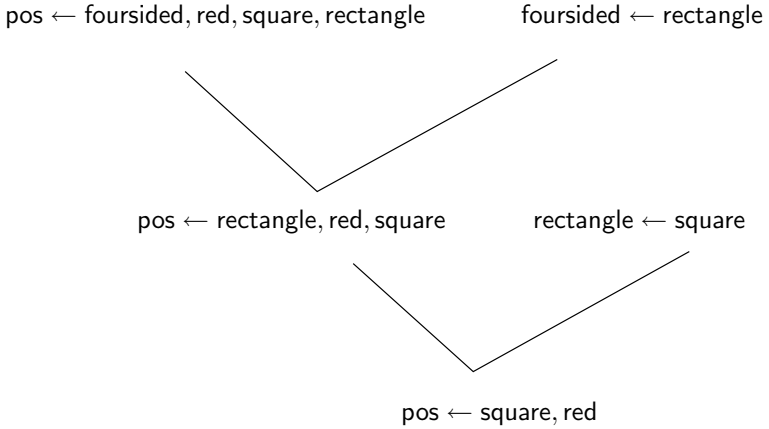 pos ← foursided, red, square, rectangle
foursided ← rectangle
pos ← rectangle, red, square
rectangle ← square
pos ← square, red